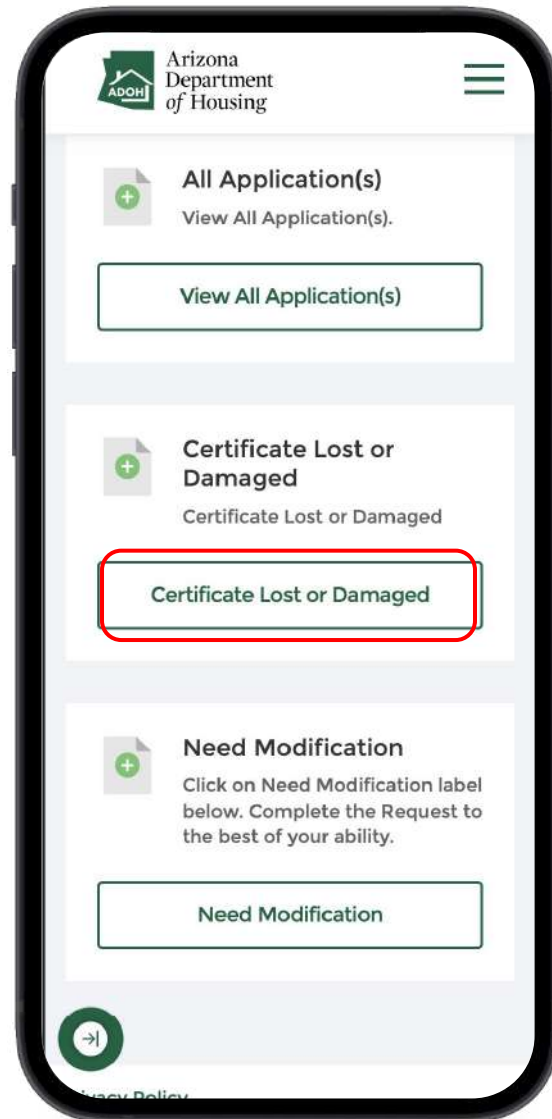 ADOH
Arizona
Department
of Housing
All Application(s)
View All Application(s).
View All Application(s)
Certificate Lost or
Damaged
Certificate Lost or Damaged
Certificate Lost or Damaged
Need Modification
Click on Need Modification label
below. Complete the Request to
the best of your ability.
Need Modification
Policy